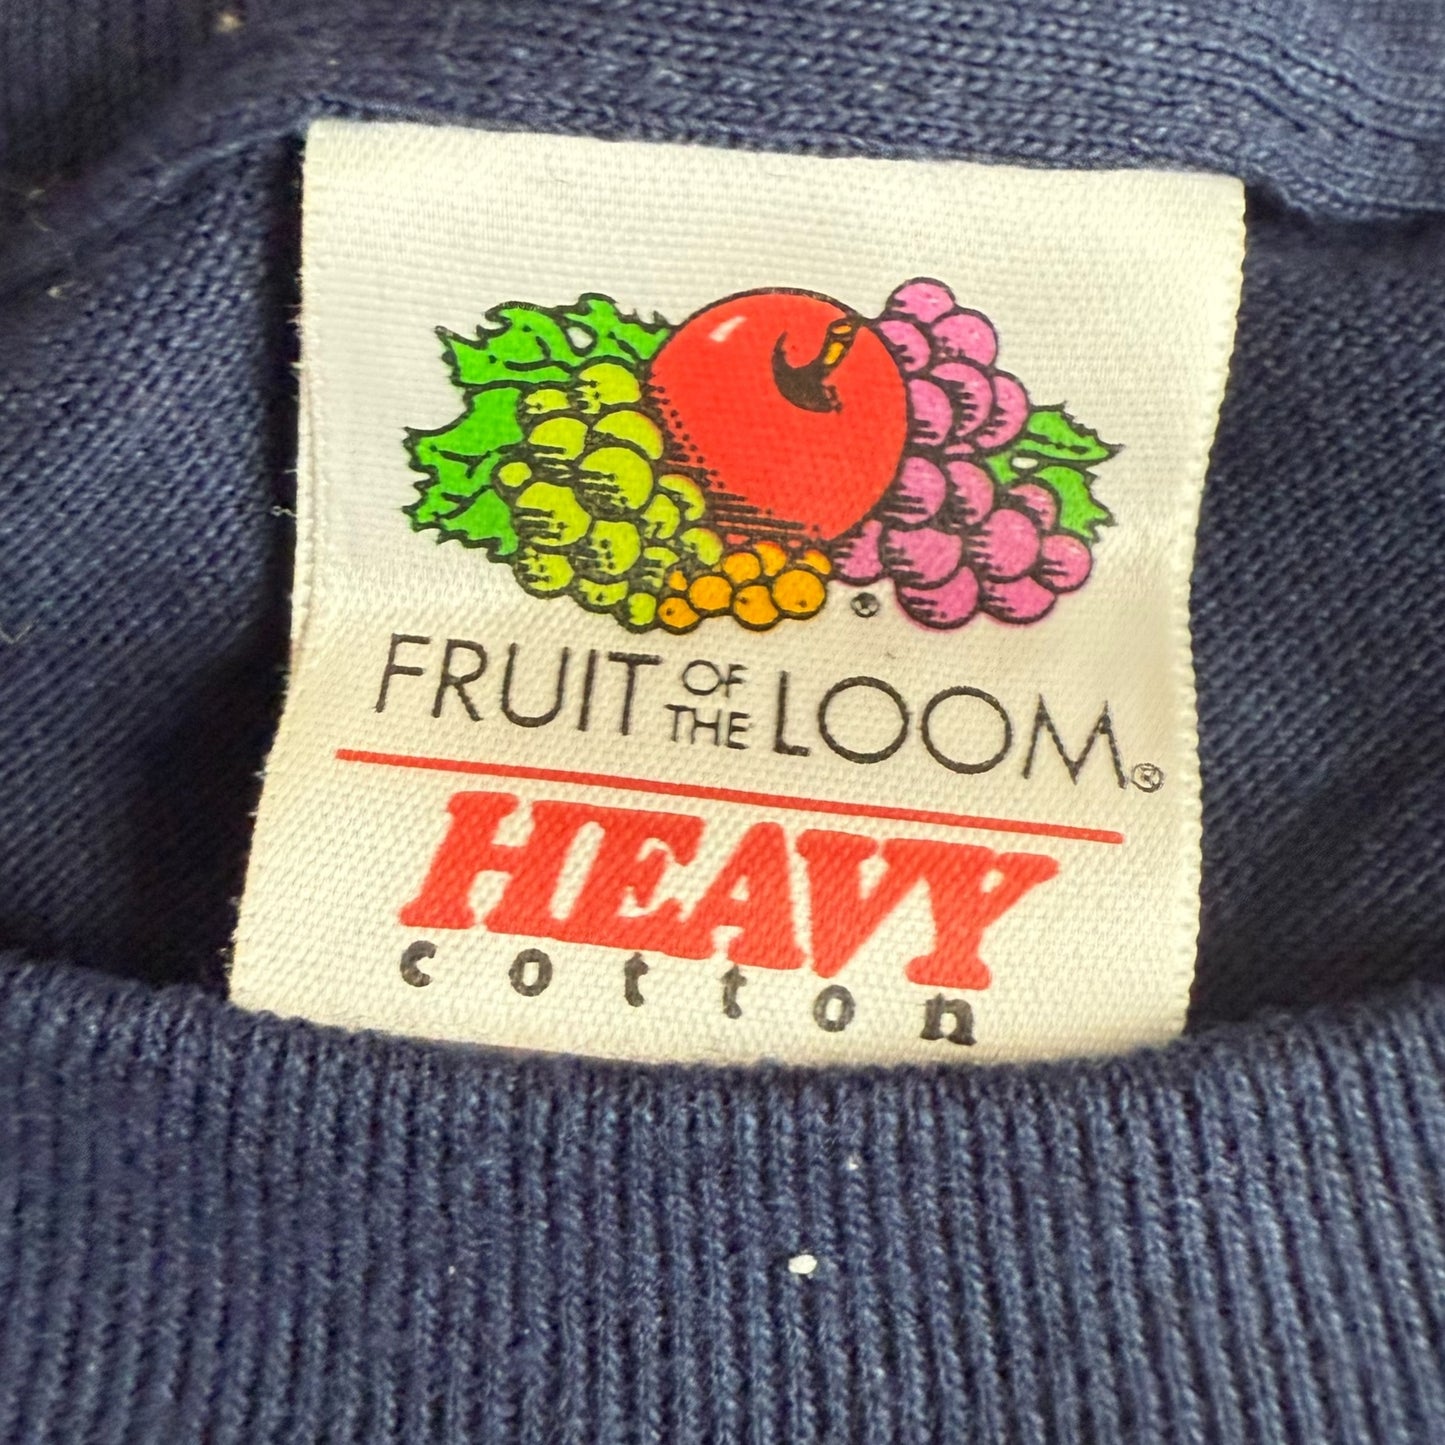 ®
FRUIT OF THE LOOM®
HEAVY
cotton